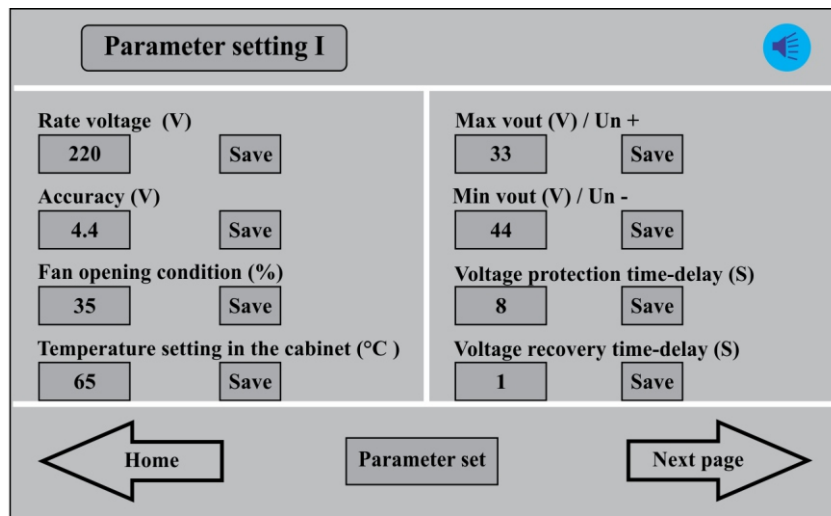 Parameter setting I
Rate voltage (V)
220 Save
Accuracy (V)
4.4 Save
Fan opening condition (%)
35 Save
Temperature setting in the cabinet (°C )
65 Save
Max vout (V) / Un +
33 Save
Min vout (V) / Un -
44 Save
Voltage protection time-delay (S)
8 Save
Voltage recovery time-delay (S)
1 Save
Home
Parameter set
Next page